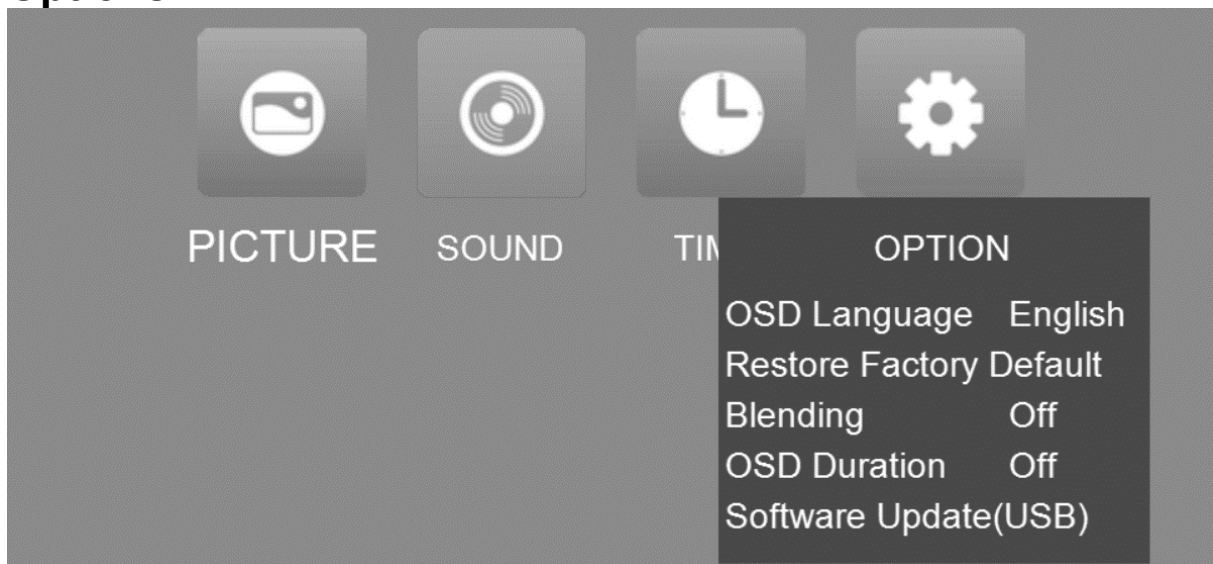 PICTURE
SOUND
OPTION
OSD Language English
Restore Factory Default
Blending Off
OSD Duration Off
Software Update(USB)